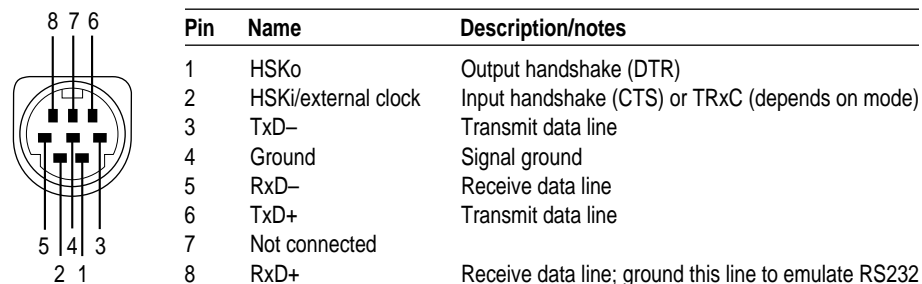 8 7 6
5 4 3
2 1
Pin Name Description/notes
1 HSKo Output handshake (DTR)
2 HSKi/external clock Input handshake (CTS) or TRxC (depends on mode)
3 TxD– Transmit data line
4 Ground Signal ground
5 RxD– Receive data line
6 TxD+ Transmit data line
7 Not connected
8 RxD+ Receive data line; ground this line to emulate RS232